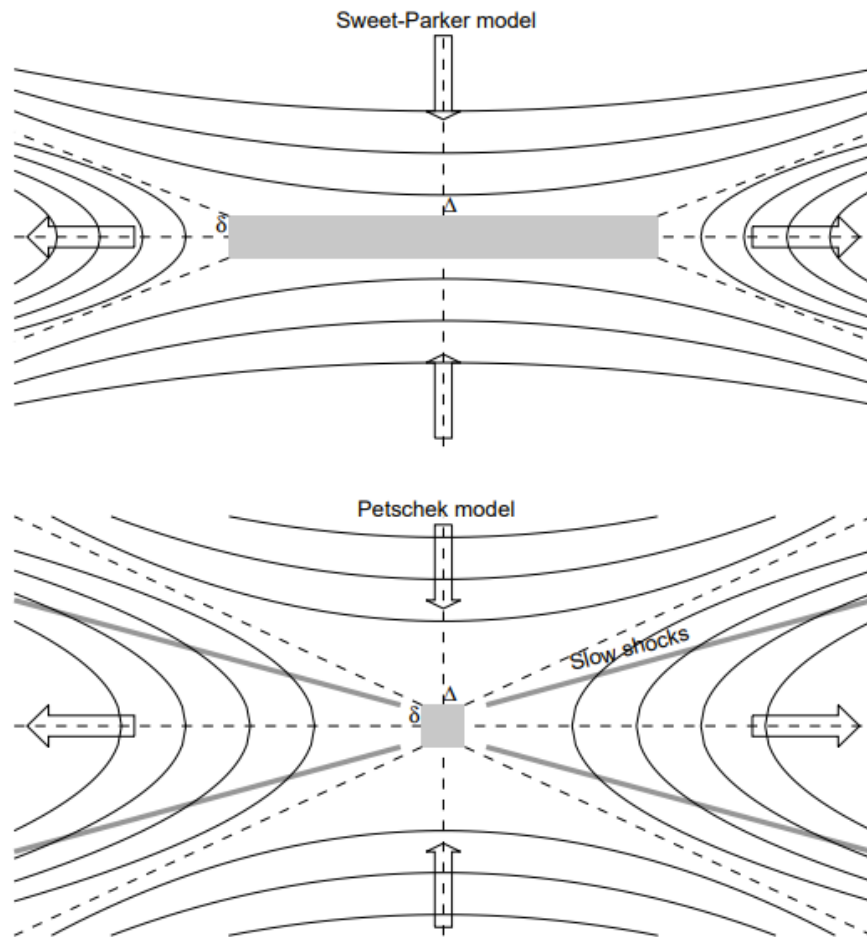 Sweet-Parker model
Δ
δ
Petschek model
Slow shocks
Δ
δ